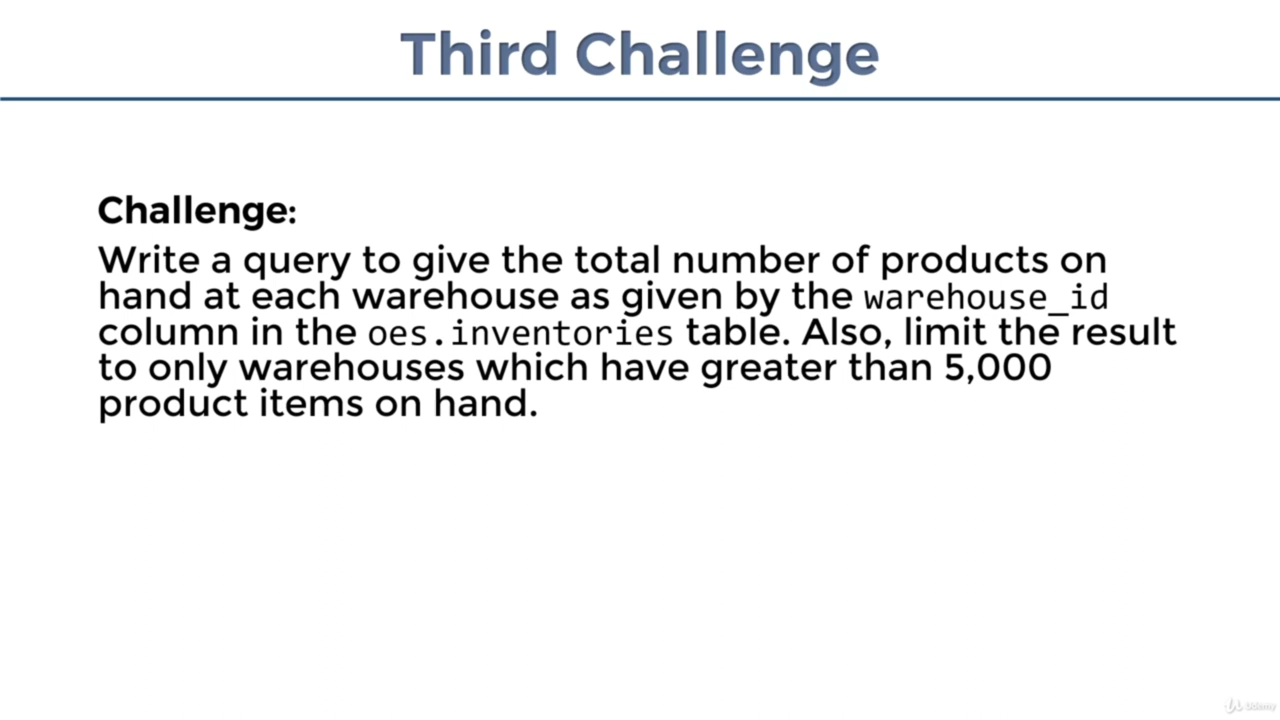 Third Challenge
Challenge:
Write a query to give the total number of products on
hand at each warehouse as given by the warehouse_id
column in the oes.inventories table. Also, limit the result
to only warehouses which have greater than 5,000
product items on hand.
Udemy